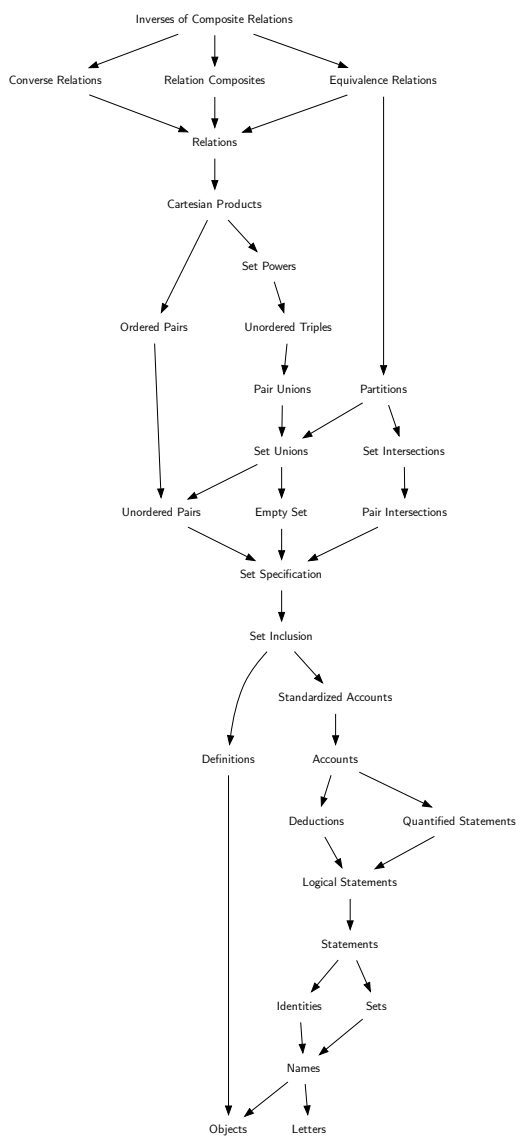 Inverses of Composite Relations
Converse Relations
Relation Composites
Equivalence Relations
Relations
Cartesian Products
Set Powers
Ordered Pairs
Unordered Triples
Pair Unions
Partitions
Set Unions
Set Intersections
Unordered Pairs
Empty Set
Pair Intersections
Set Specification
Set Inclusion
Standardized Accounts
Definitions
Accounts
Deductions
Quantified Statements
Logical Statements
Statements
Identities
Sets
Names
Objects
Letters